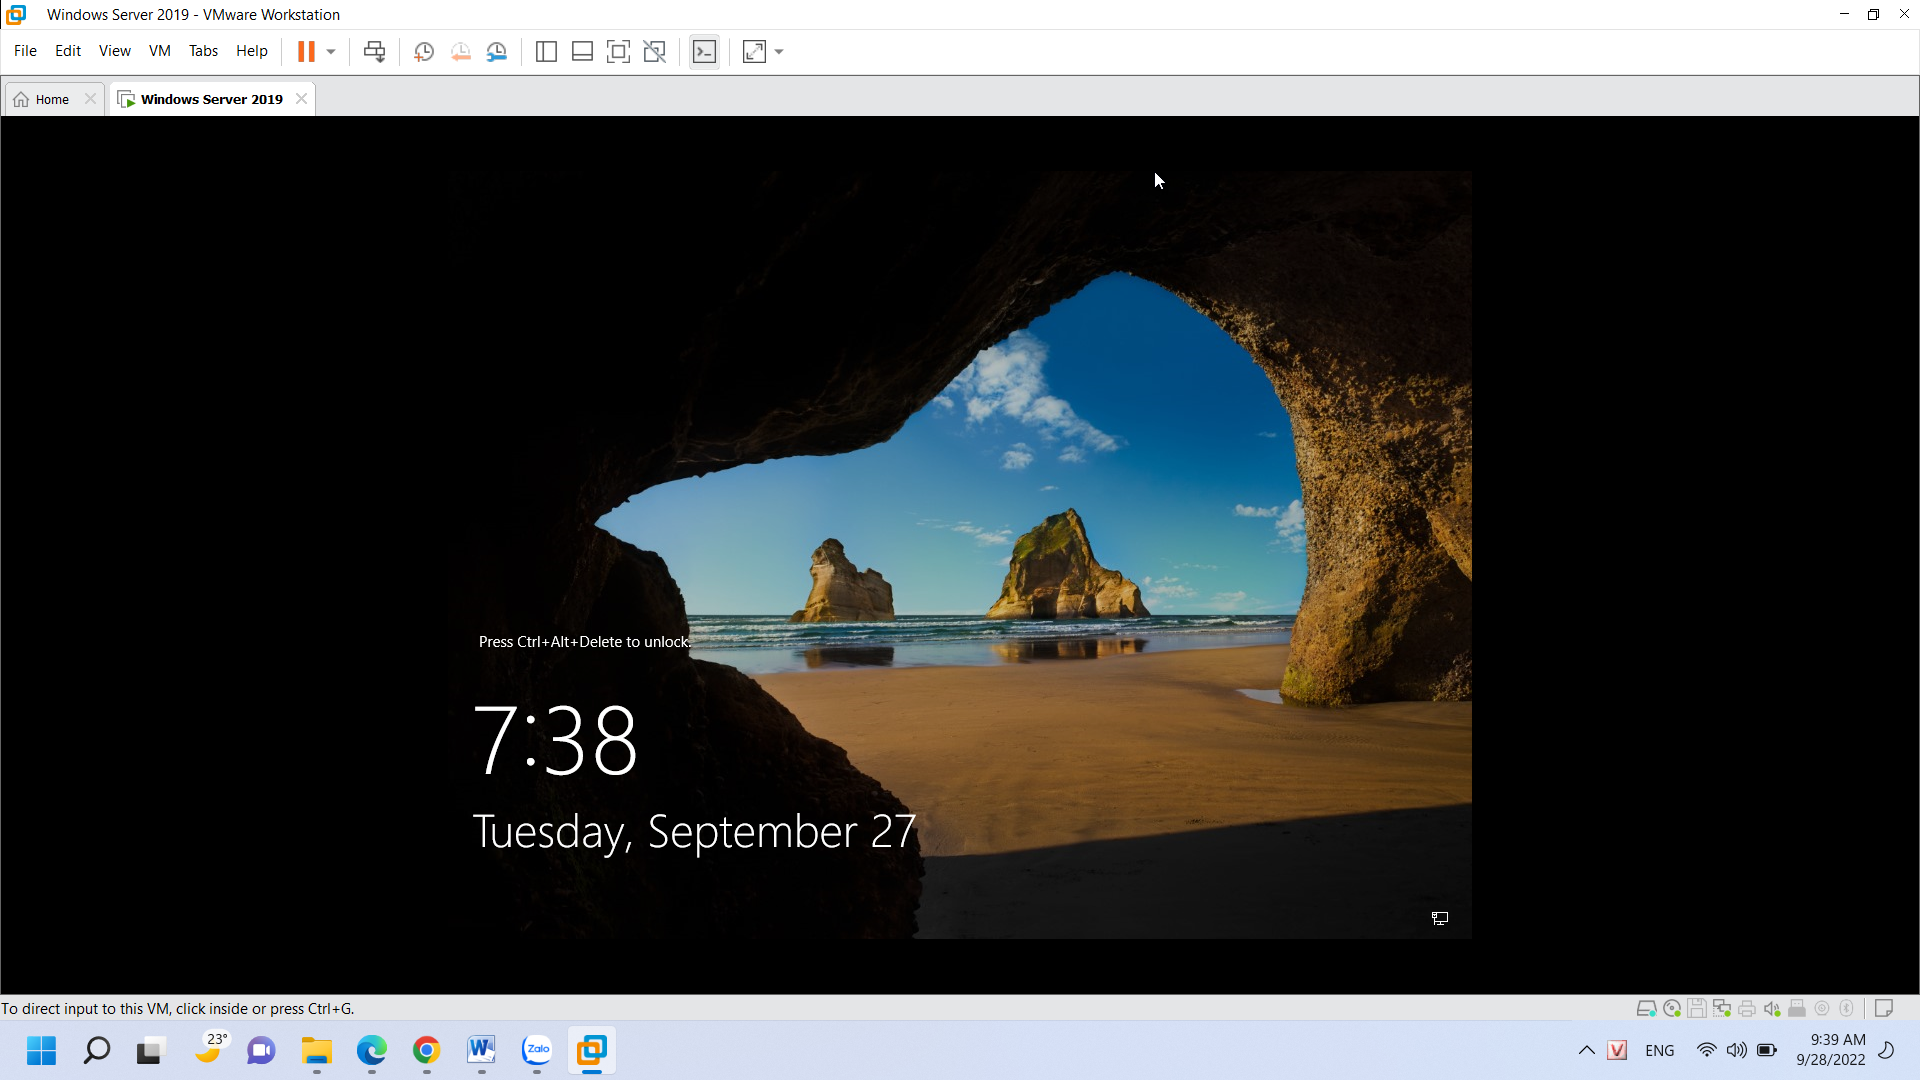 Windows Server 2019 - VMware Workstation
File Edit View VM Tabs Help
Home Windows Server 2019
Press Ctrl+Alt+Delete to unlock.
7:38
Tuesday, September 27
To direct input to this VM, click inside or press Ctrl+G.
23°
W
Zalo
V
ENG
9:39 AM
9/28/2022